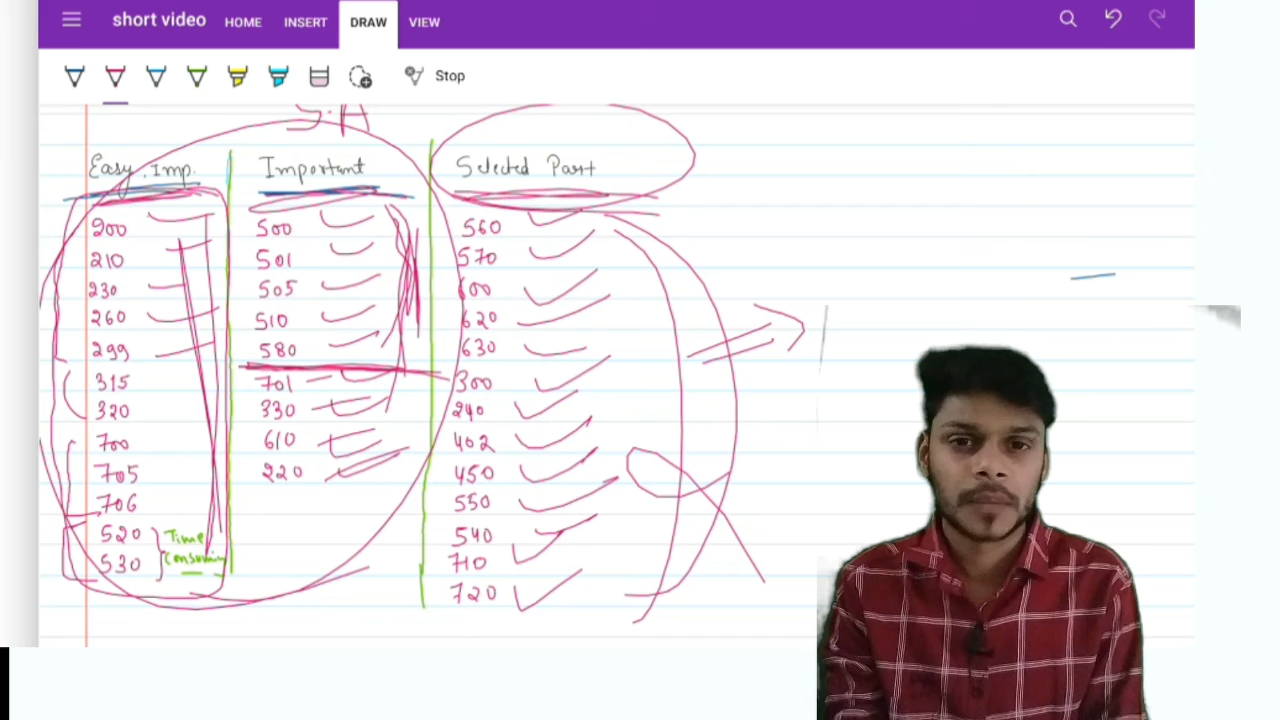 short video HOME INSERT DRAW VIEW
Stop
S.A
Easy. Imp. Important Selected Part
200 500 560
210 501 570
230 505 600
260 510 620
299 580 630
315 701 300
320 330 240
700 610 402
705 220 450
706 550
520 Time 540
530 Consuming 710
720